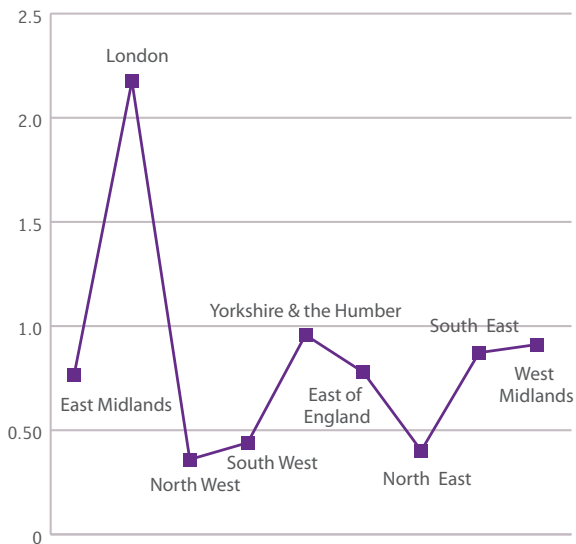 2.5
London
2.0
1.5
Yorkshire & the Humber
1.0
South East
East Midlands
East of
England
West
Midlands
0.50
South West
North West
North East
0